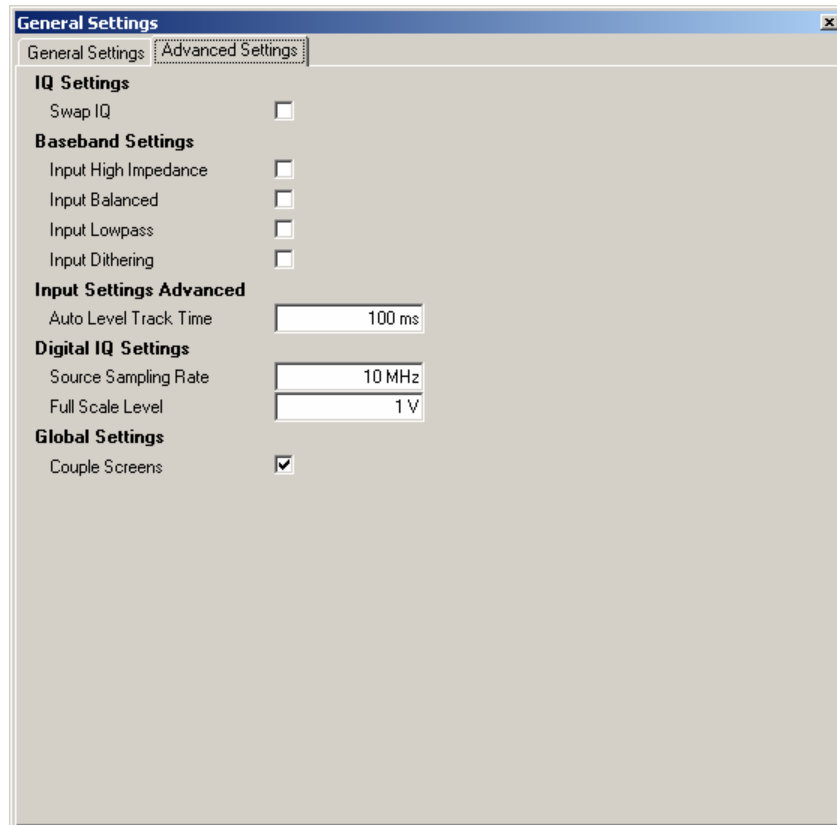 General Settings
General Settings Advanced Settings
IQ Settings
Swap IQ
Baseband Settings
Input High Impedance
Input Balanced
Input Lowpass
Input Dithering
Input Settings Advanced
Auto Level Track Time 100 ms
Digital IQ Settings
Source Sampling Rate 10 MHz
Full Scale Level 1 V
Global Settings
Couple Screens